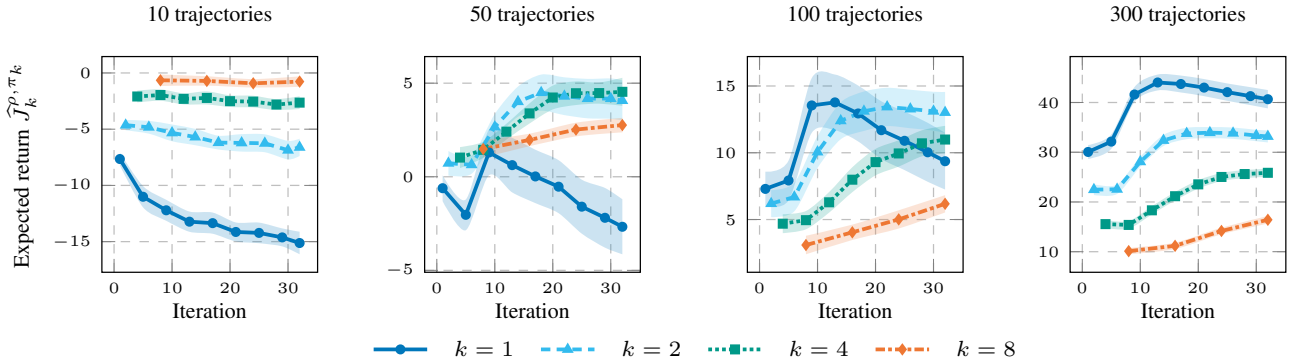 10 trajectories
50 trajectories
100 trajectories
300 trajectories
Expected return Ĵ_k^{ρ,π_k}
0
−5
−10
−15
0 10 20 30
Iteration
5
0
−5
0 10 20 30
Iteration
15
10
5
0 10 20 30
Iteration
40
30
20
10
0 10 20 30
Iteration
k = 1
k = 2
k = 4
k = 8